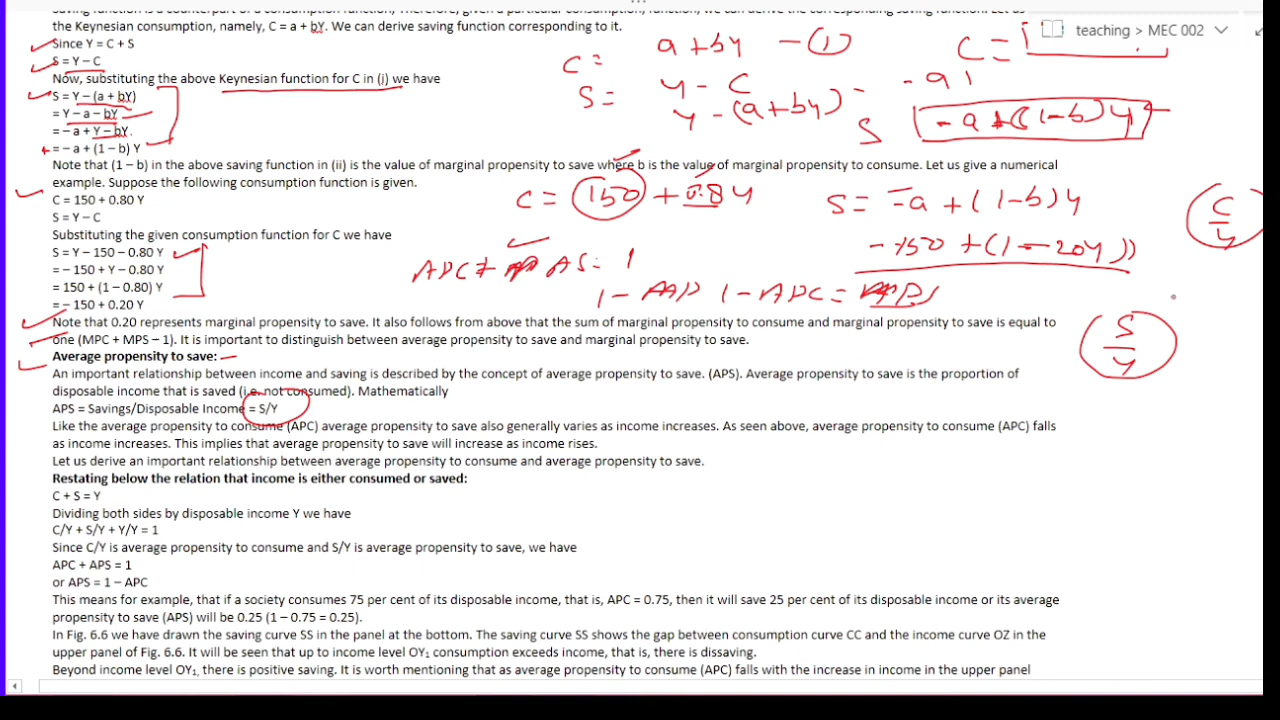 the Keynesian consumption, namely, C = a + bY. We can derive saving function corresponding to it.
teaching > MEC 002
Since Y = C + S
S = Y – C
Now, substituting the above Keynesian function for C in (i) we have
S = Y – (a + bY)
= Y – a – bY
= – a + Y – bY.
= – a + (1 – b) Y
C = a + by – (1)
C =
S = y – C
y – (a + by)
- a
S - a + (1 - b) y
Note that (1 – b) in the above saving function in (ii) is the value of marginal propensity to save where b is the value of marginal propensity to consume. Let us give a numerical
example. Suppose the following consumption function is given.
C = 150 + 0.80 Y
C = 150 + 0.8 y
S = - a + (1 - b) y
C/y
S = Y – C
Substituting the given consumption function for C we have
S = Y – 150 – 0.80 Y
= – 150 + Y – 0.80 Y
= 150 + (1 – 0.80) Y
= – 150 + 0.20 Y
- 150 + (1 - 20y))
APC + AS = 1
1 - 1 - APC =
Note that 0.20 represents marginal propensity to save. It also follows from above that the sum of marginal propensity to consume and marginal propensity to save is equal to
one (MPC + MPS – 1). It is important to distinguish between average propensity to save and marginal propensity to save.
S/y
Average propensity to save:
An important relationship between income and saving is described by the concept of average propensity to save. (APS). Average propensity to save is the proportion of
disposable income that is saved (i.e. not consumed). Mathematically
APS = Savings/Disposable Income = S/Y
Like the average propensity to consume (APC) average propensity to save also generally varies as income increases. As seen above, average propensity to consume (APC) falls
as income increases. This implies that average propensity to save will increase as income rises.
Let us derive an important relationship between average propensity to consume and average propensity to save.
Restating below the relation that income is either consumed or saved:
C + S = Y
Dividing both sides by disposable income Y we have
C/Y + S/Y + Y/Y = 1
Since C/Y is average propensity to consume and S/Y is average propensity to save, we have
APC + APS = 1
or APS = 1 – APC
This means for example, that if a society consumes 75 per cent of its disposable income, that is, APC = 0.75, then it will save 25 per cent of its disposable income or its average
propensity to save (APS) will be 0.25 (1 – 0.75 = 0.25).
In Fig. 6.6 we have drawn the saving curve SS in the panel at the bottom. The saving curve SS shows the gap between consumption curve CC and the income curve OZ in the
upper panel of Fig. 6.6. It will be seen that up to income level OY₁ consumption exceeds income, that is, there is dissaving.
Beyond income level OY₁, there is positive saving. It is worth mentioning that as average propensity to consume (APC) falls with the increase in income in the upper panel